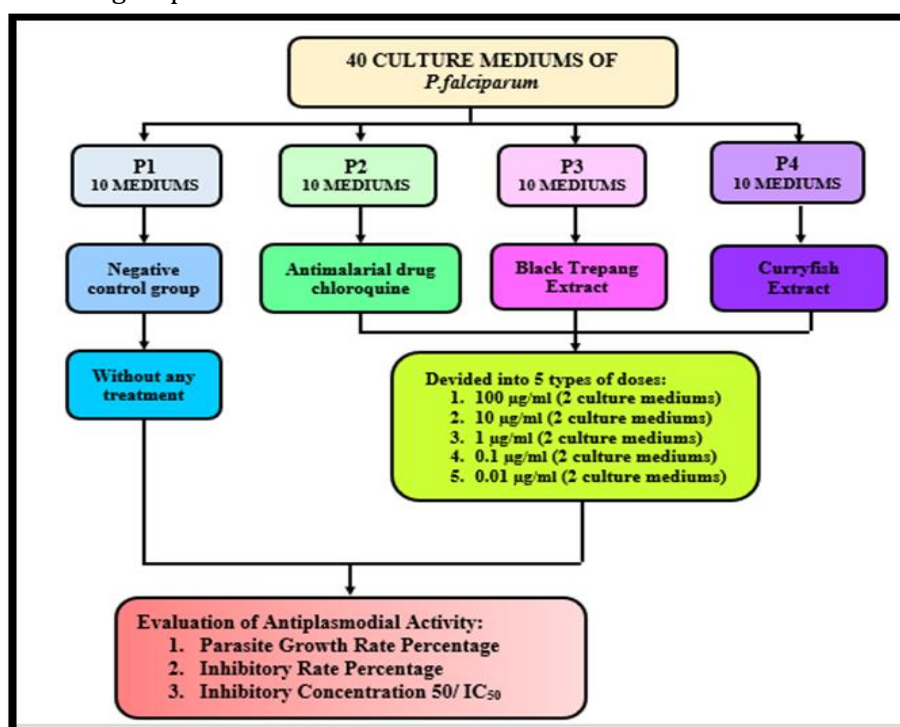 40 CULTURE MEDIUMS OF
P.falciparum
P1
10 MEDIUMS
P2
10 MEDIUMS
P3
10 MEDIUMS
P4
10 MEDIUMS
Negative
control group
Antimalarial drug
chloroquine
Black Trepang
Extract
Curryfish
Extract
Without any
treatment
Devided into 5 types of doses:
1. 100 µg/ml (2 culture mediums)
2. 10 µg/ml (2 culture mediums)
3. 1 µg/ml (2 culture mediums)
4. 0.1 µg/ml (2 culture mediums)
5. 0.01 µg/ml (2 culture mediums)
Evaluation of Antiplasmodial Activity:
1. Parasite Growth Rate Percentage
2. Inhibitory Rate Percentage
3. Inhibitory Concentration 50/ IC₅₀